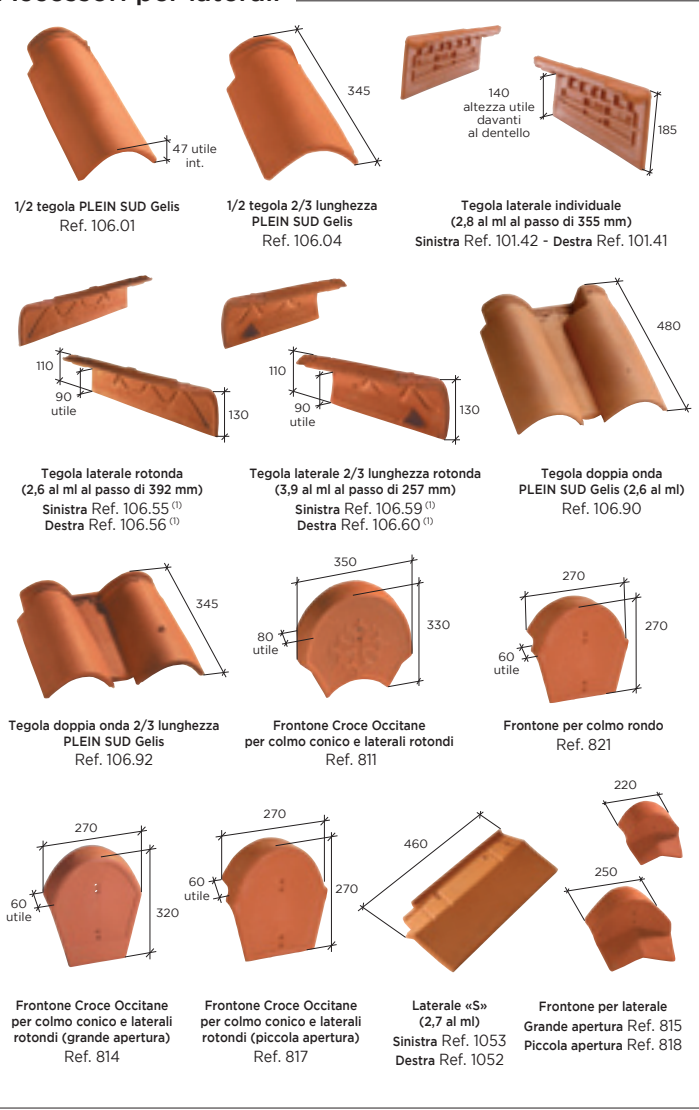 47 utile
int.
345
140
altezza utile
davanti
al dentello
185
1/2 tegola PLEIN SUD Gelis
Ref. 106.01
1/2 tegola 2/3 lunghezza
PLEIN SUD Gelis
Ref. 106.04
Tegola laterale individuale
(2,8 al ml al passo di 355 mm)
Sinistra Ref. 101.42 - Destra Ref. 101.41
110
90
utile
130
110
90
utile
130
480
Tegola laterale rotonda
(2,6 al ml al passo di 392 mm)
Sinistra Ref. 106.55 (1)
Destra Ref. 106.56 (1)
Tegola laterale 2/3 lunghezza rotonda
(3,9 al ml al passo di 257 mm)
Sinistra Ref. 106.59 (1)
Destra Ref. 106.60 (1)
Tegola doppia onda
PLEIN SUD Gelis (2,6 al ml)
Ref. 106.90
345
350
80
utile
330
270
60
utile
270
Tegola doppia onda 2/3 lunghezza
PLEIN SUD Gelis
Ref. 106.92
Frontone Croce Occitane
per colmo conico e laterali rotondi
Ref. 811
Frontone per colmo rondo
Ref. 821
270
60
utile
320
270
60
utile
270
460
220
250
Frontone Croce Occitane
per colmo conico e laterali
rotondi (grande apertura)
Ref. 814
Frontone Croce Occitane
per colmo conico e laterali
rotondi (piccola apertura)
Ref. 817
Laterale «S»
(2,7 al ml)
Sinistra Ref. 1053
Destra Ref. 1052
Frontone per laterale
Grande apertura Ref. 815
Piccola apertura Ref. 818